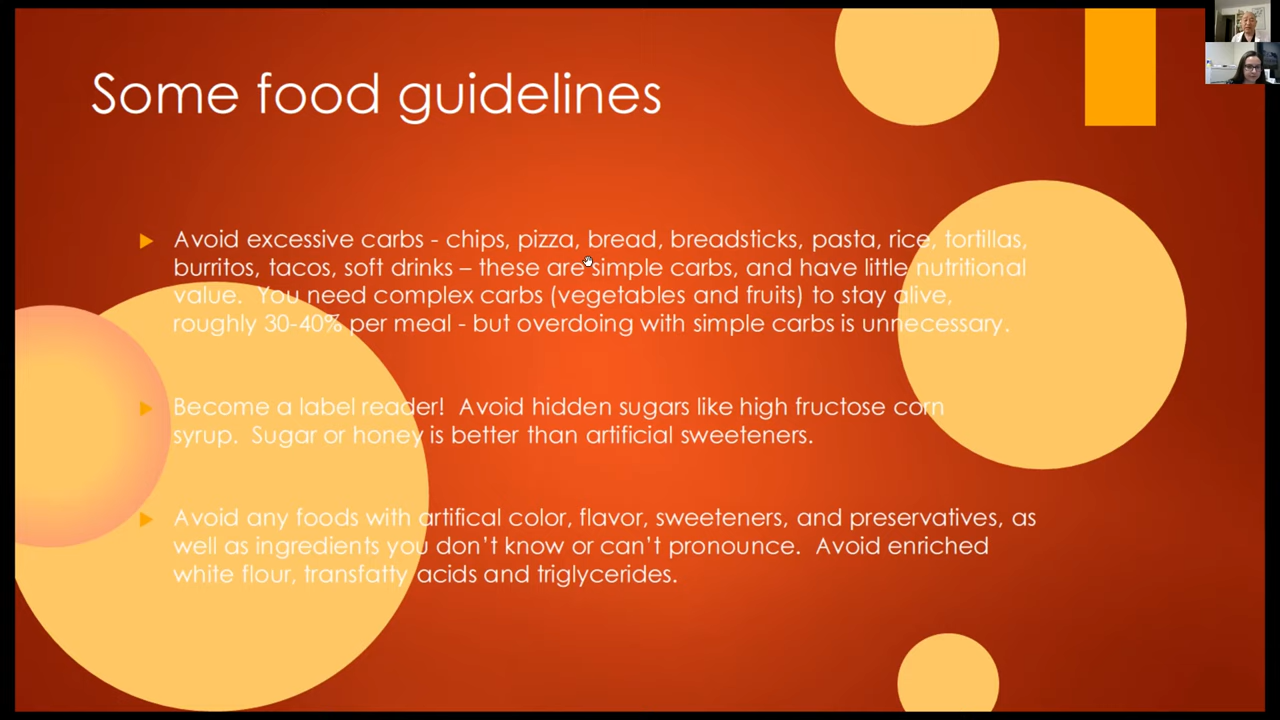 Some food guidelines
Avoid excessive carbs - chips, pizza, bread, breadsticks, pasta, rice, tortillas,
burritos, tacos, soft drinks – these are simple carbs, and have little nutritional
value.  You need complex carbs (vegetables and fruits) to stay alive,
roughly 30-40% per meal - but overdoing with simple carbs is unnecessary.
Become a label reader!  Avoid hidden sugars like high fructose corn
syrup.  Sugar or honey is better than artificial sweeteners.
Avoid any foods with artifical color, flavor, sweeteners, and preservatives, as
well as ingredients you don’t know or can’t pronounce.  Avoid enriched
white flour, transfatty acids and triglycerides.